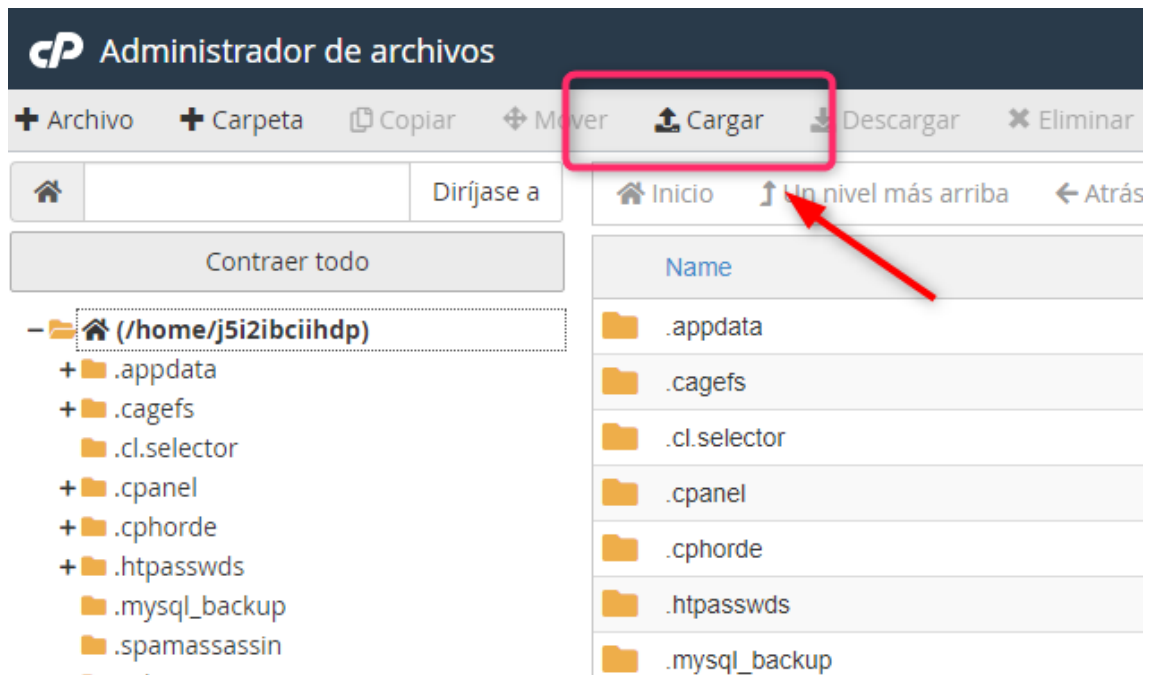 cP Administrador de archivos
Archivo Carpeta Copiar Mover Cargar Descargar Eliminar
Diríjase a
Inicio Un nivel más arriba Atrás
Contraer todo
Name
(/home/j5i2ibciihdp)
.appdata
.cagefs
.cl.selector
.cpanel
.cphorde
.htpasswds
.mysql_backup
.spamassassin
.appdata
.cagefs
.cl.selector
.cpanel
.cphorde
.htpasswds
.mysql_backup